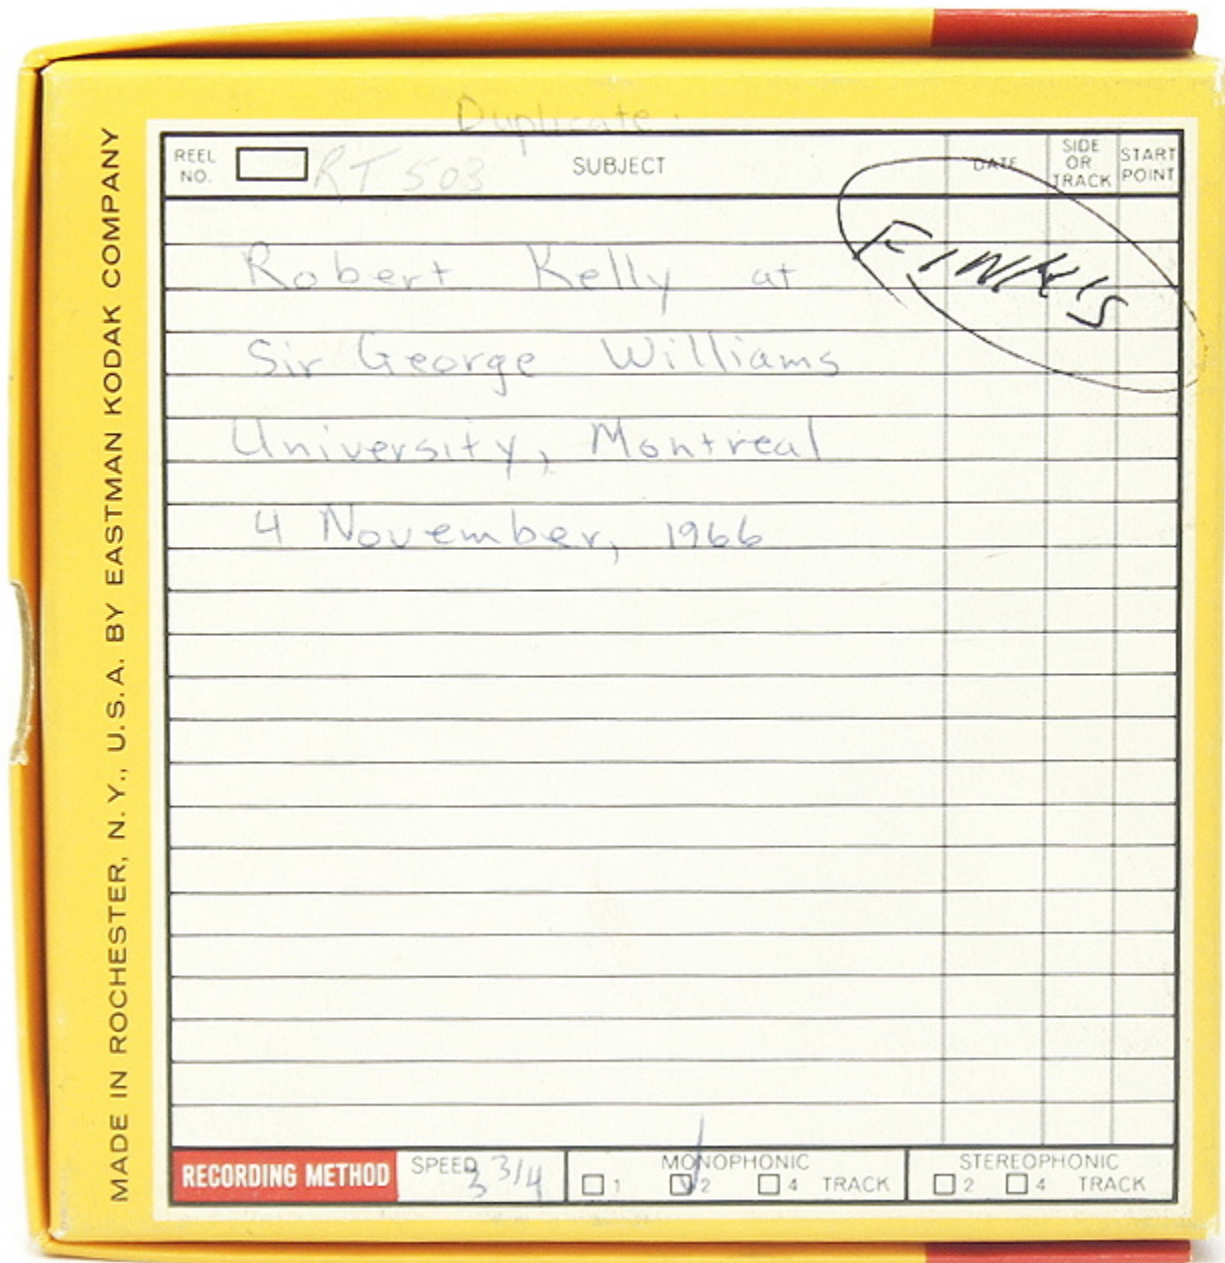 MADE IN ROCHESTER, N. Y., U. S. A. BY EASTMAN KODAK COMPANY
Duplicate
REEL NO. RT 503 SUBJECT DATE SIDE OR TRACK START POINT
Robert Kelly at
Sir George Williams
University, Montreal
4 November, 1966
RECORDING METHOD SPEED 3 3/4 MONOPHONIC 1 2 4 TRACK STEREOPHONIC 2 4 TRACK